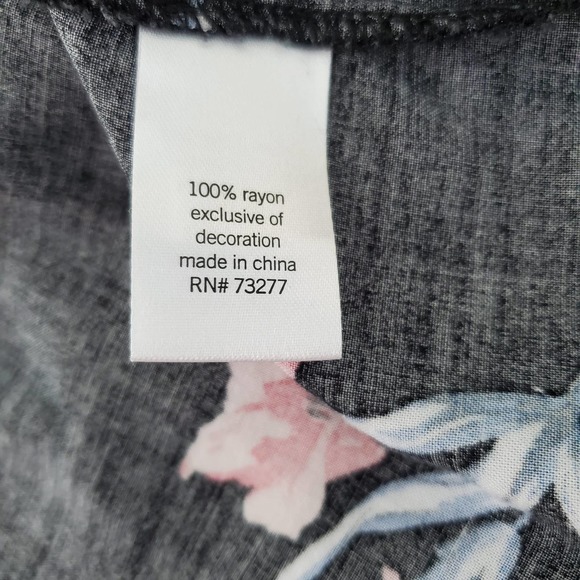 100% rayon
exclusive of
decoration
made in china
RN# 73277